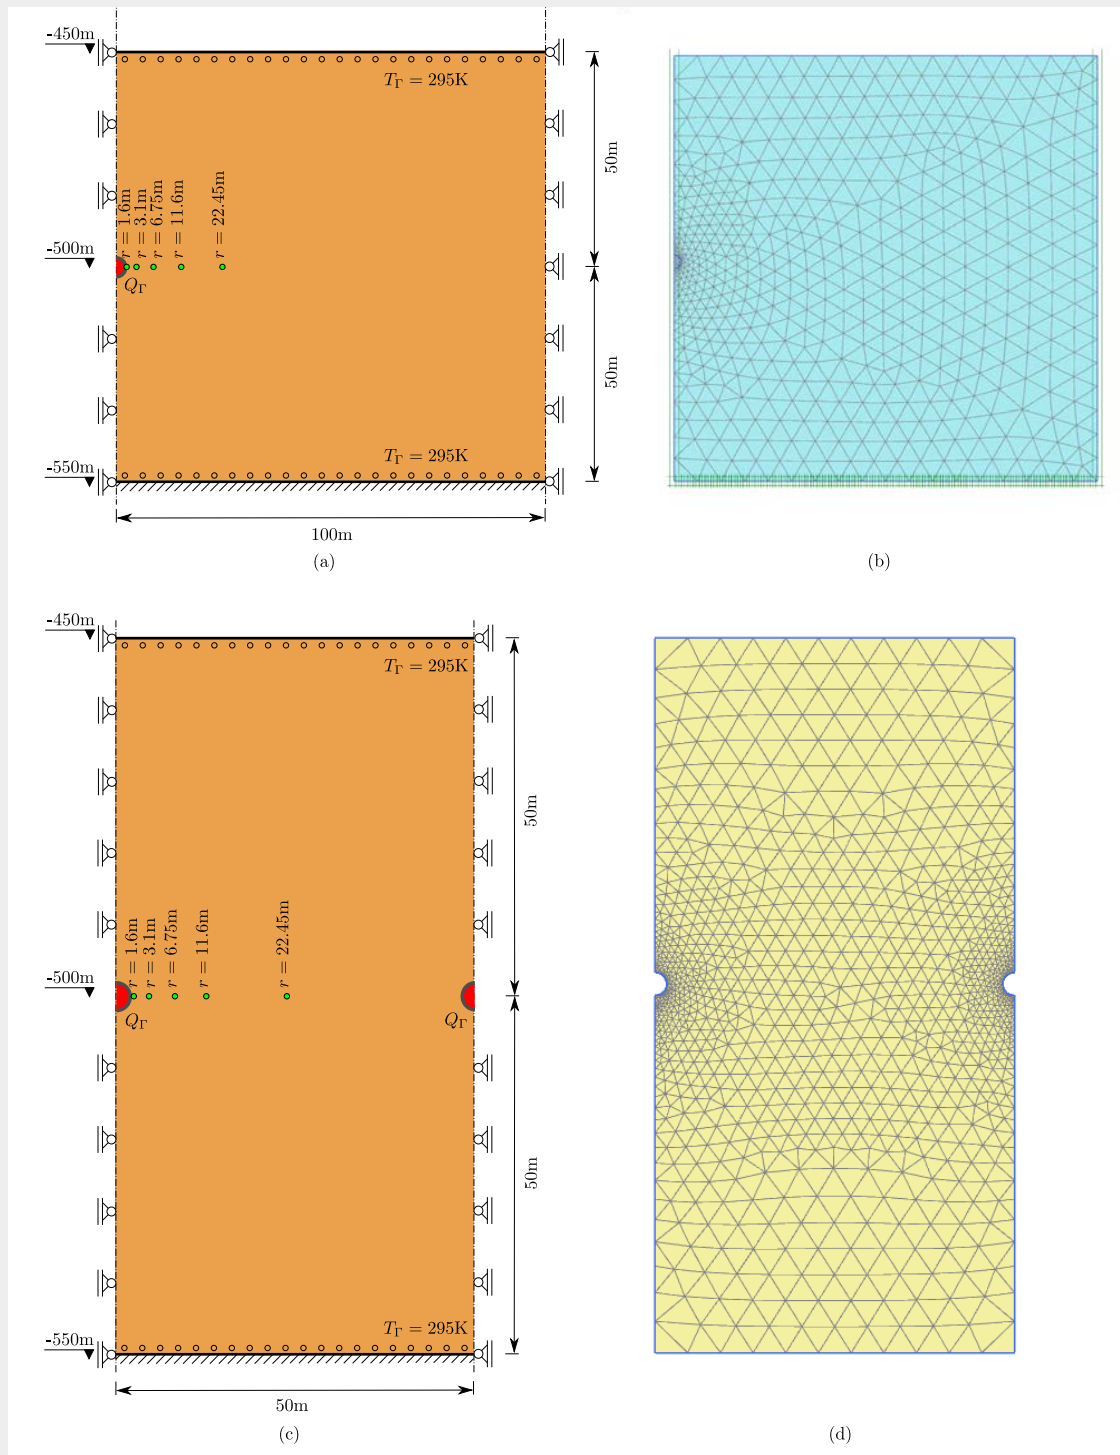 -450m
T_Γ = 295K
50m
r = 1.6m
r = 3.1m
r = 6.75m
r = 11.6m
r = 22.45m
-500m
Q_Γ
50m
T_Γ = 295K
-550m
100m
(a)
(b)
-450m
T_Γ = 295K
50m
r = 1.6m
r = 3.1m
r = 6.75m
r = 11.6m
r = 22.45m
-500m
Q_Γ
Q_Γ
50m
T_Γ = 295K
-550m
50m
(c)
(d)